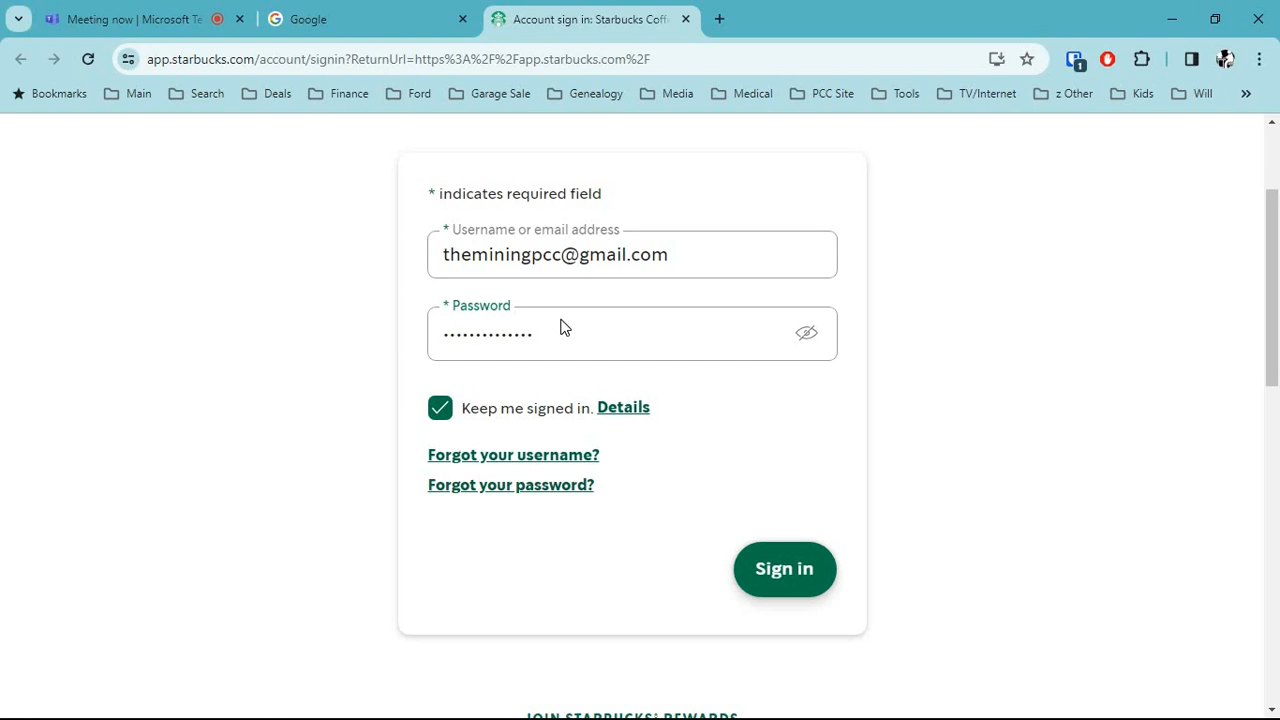 Meeting now | Microsoft Te
Google
Account sign in: Starbucks Coff
app.starbucks.com/account/signin?ReturnUrl=https%3A%2F%2Fapp.starbucks.com%2F
1
Bookmarks Main Search Deals Finance Ford Garage Sale Genealogy Media Medical PCC Site Tools TV/Internet z Other Kids Will »
* indicates required field
* Username or email address
theminingpcc@gmail.com
* Password
••••••••••••••
Keep me signed in. Details
Forgot your username?
Forgot your password?
Sign in
JOIN STARBUCKS® REWARDS